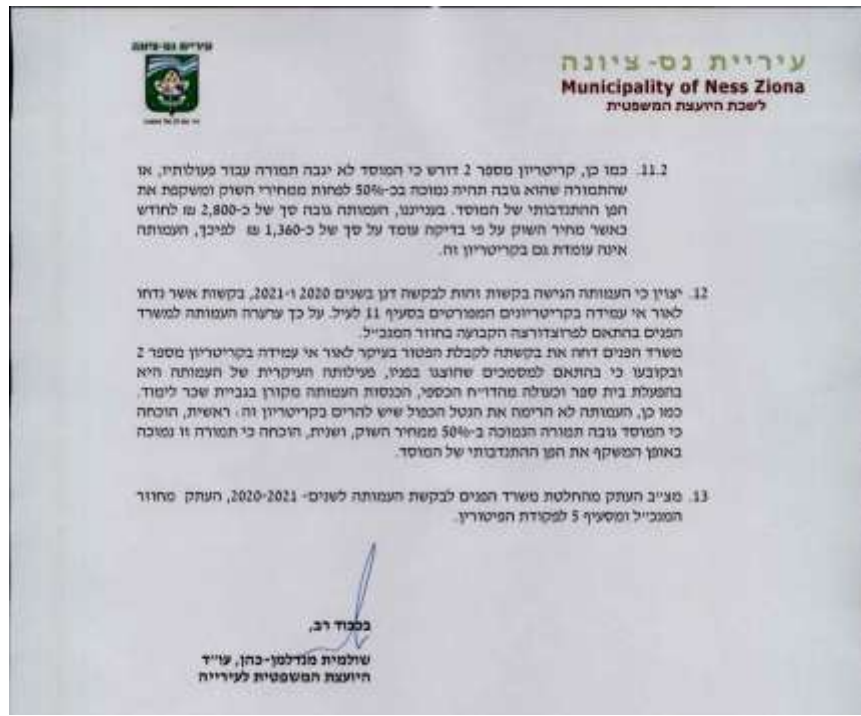 עיריית נס-ציונה
עיריית נס-ציונה
Municipality of Ness Ziona
לשכת היועצת המשפטית
11.2 כמו כן, קריטריון מספר 2 דורש כי המוסד לא יגבה תמורה עבור פעולותיו, או
שהתמורה שהוא גובה תהיה נמוכה בכ-50% לפחות ממחירי השוק ומשקפת את
הפן ההתנדבותי של המוסד. בענייננו, העמותה גובה סך של כ-2,800 ₪ לחודש
כאשר מחיר השוק על פי בדיקה עומד על סך של כ-1,360 ₪ לפיכך, העמותה
אינה עומדת גם בקריטריון זה.
12. יצוין כי העמותה הגישה בקשות זהות לבקשה דנן בשנים 2020 ו-2021, בקשות אשר נדחו
לאור אי עמידה בקריטריונים המפורטים בסעיף 11 לעיל. על כך ערערה העמותה למשרד
הפנים בהתאם לפרוצדורצה הקבועה בחוזר המנכ״ל.
משרד הפנים דחה את בקשתה לקבלת הפטור בעיקר לאור אי עמידה בקריטריון מספר 2
ובקובעו כי בהתאם למסמכים שהוצגו בפניו, פעילותה העיקרית של העמותה היא
בהפעלת בית ספר וכעולה מהדו״ח הכספי, הכנסות העמותה מקורן בגביית שכר לימוד.
כמו כן, העמותה לא הרימה את הנטל הכפול שיש להרים בקריטריון זה: ראשית, הוכחה
כי המוסד גובה תמורה הנמוכה ב-50% ממחיר השוק, ושנית, הוכחה כי תמורה זו נמוכה
באופן המשקף את הפן ההתנדבותי של המוסד.
13. מצ״ב העתק מהחלטת משרד הפנים לבקשת העמותה לשנים- 2020-2021, העתק מחוזר
המנכ״ל ומסעיף 5 לפקודת הפיטורין.
בכבוד רב,
שולמית מנדלמן-כהן, עו״ד
היועצת המשפטית לעירייה